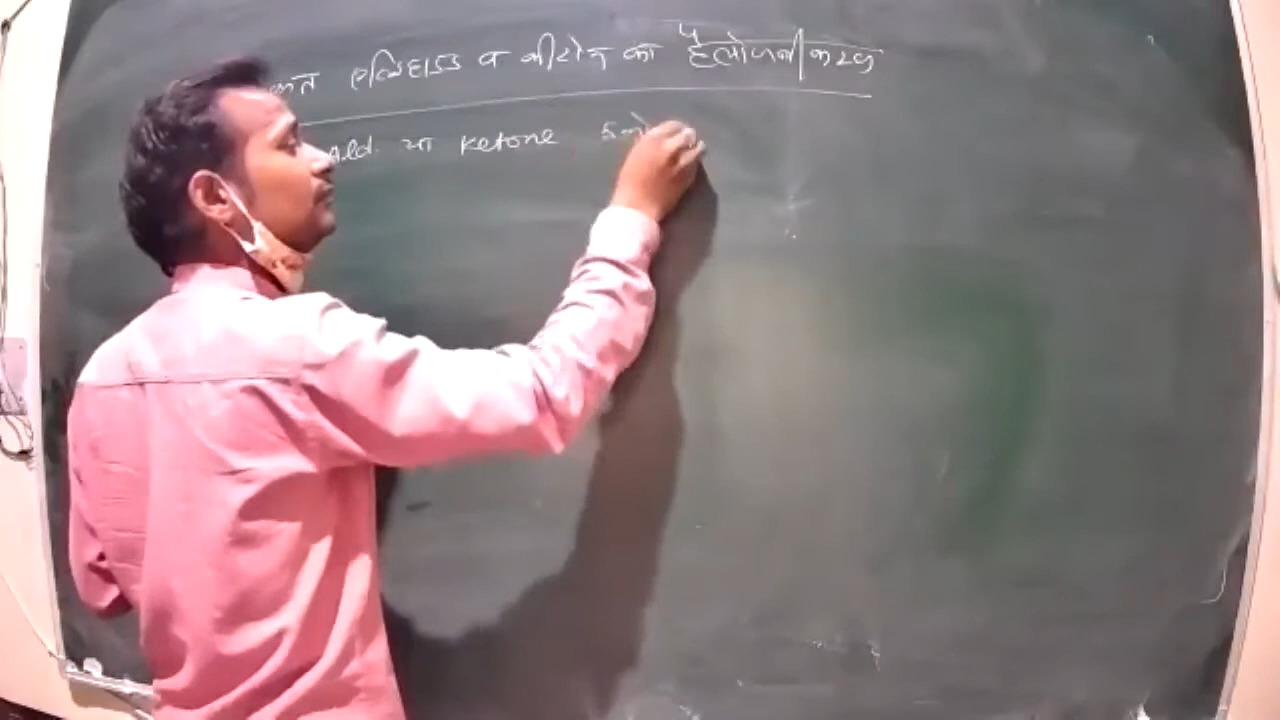 एल्डिहाइड व कीटोन का हैलोजनीकरण
Ald. या ketone